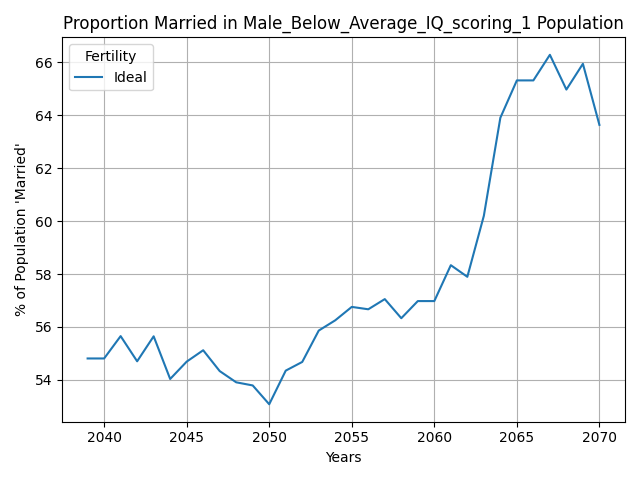 Proportion Married in Male_Below_Average_IQ_scoring_1 Population
Fertility
Ideal
% of Population 'Married'
66
64
62
60
58
56
54
2040 2045 2050 2055 2060 2065 2070
Years